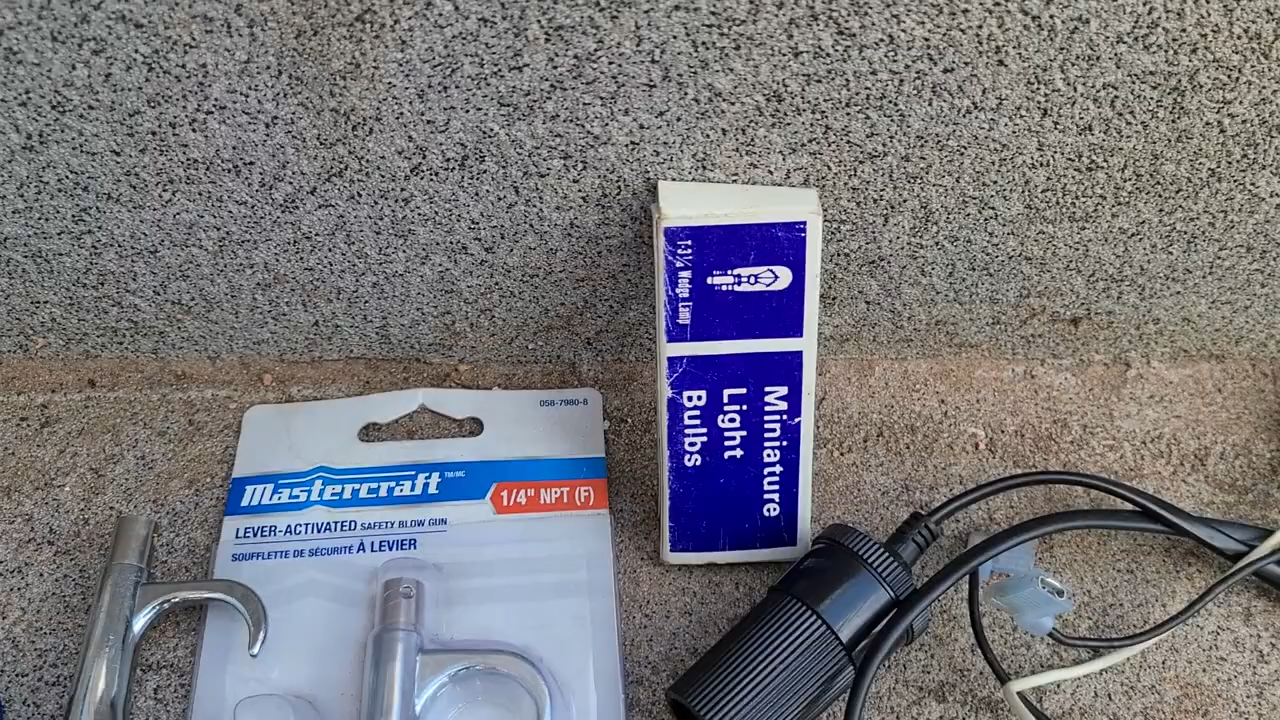 058-7980-8
Mastercraft TM/MC
1/4" NPT (F)
LEVER-ACTIVATED SAFETY BLOW GUN
SOUFFLETTE DE SÉCURITÉ À LEVIER
T-3 1/4 Wedge Lamp
Miniature
Light
Bulbs